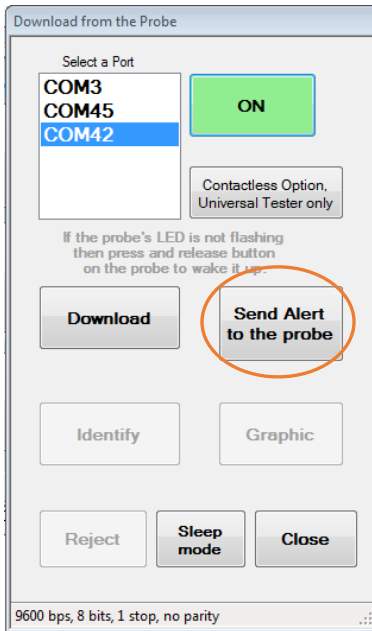 Download from the Probe
Select a Port
COM3
COM45
COM42
ON
Contactless Option,
Universal Tester only
If the probe's LED is not flashing
then press and release button
on the probe to wake it up.
Download
Send Alert
to the probe
Identify
Graphic
Reject
Sleep
mode
Close
9600 bps, 8 bits, 1 stop, no parity